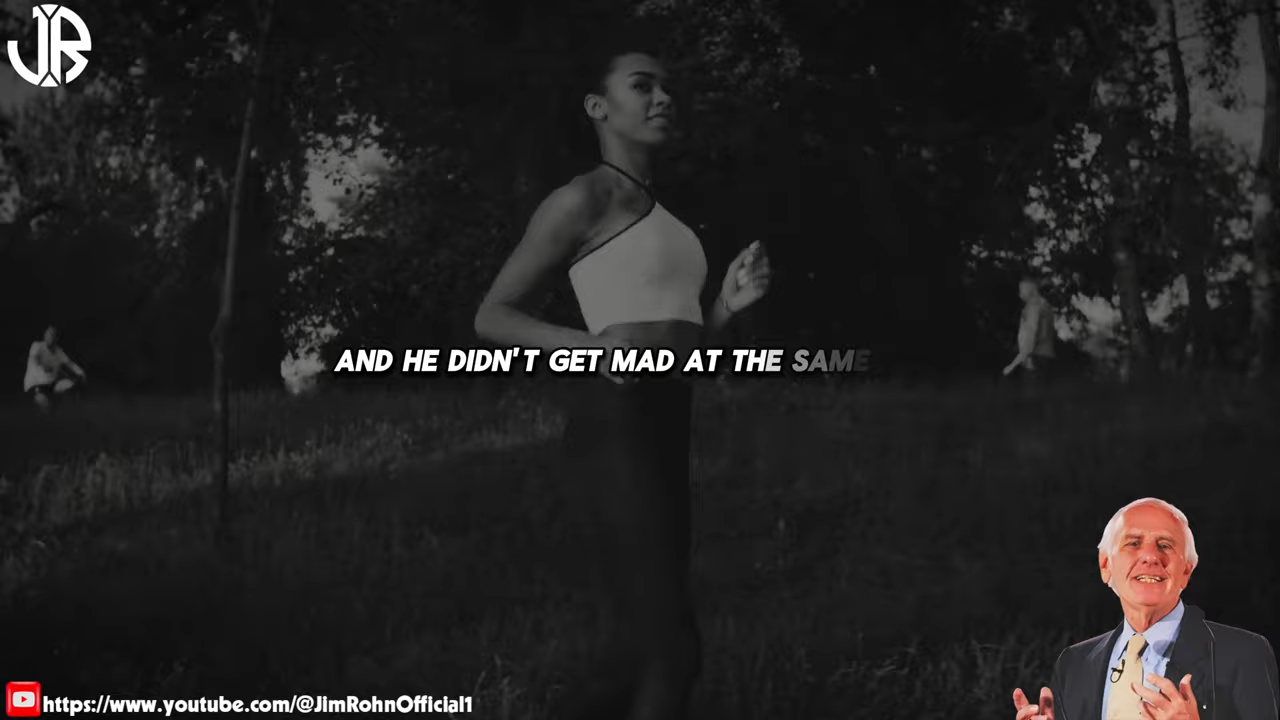 JR
AND HE DIDN'T GET MAD AT THE SAME
https://www.youtube.com/@JimRohnOfficial1